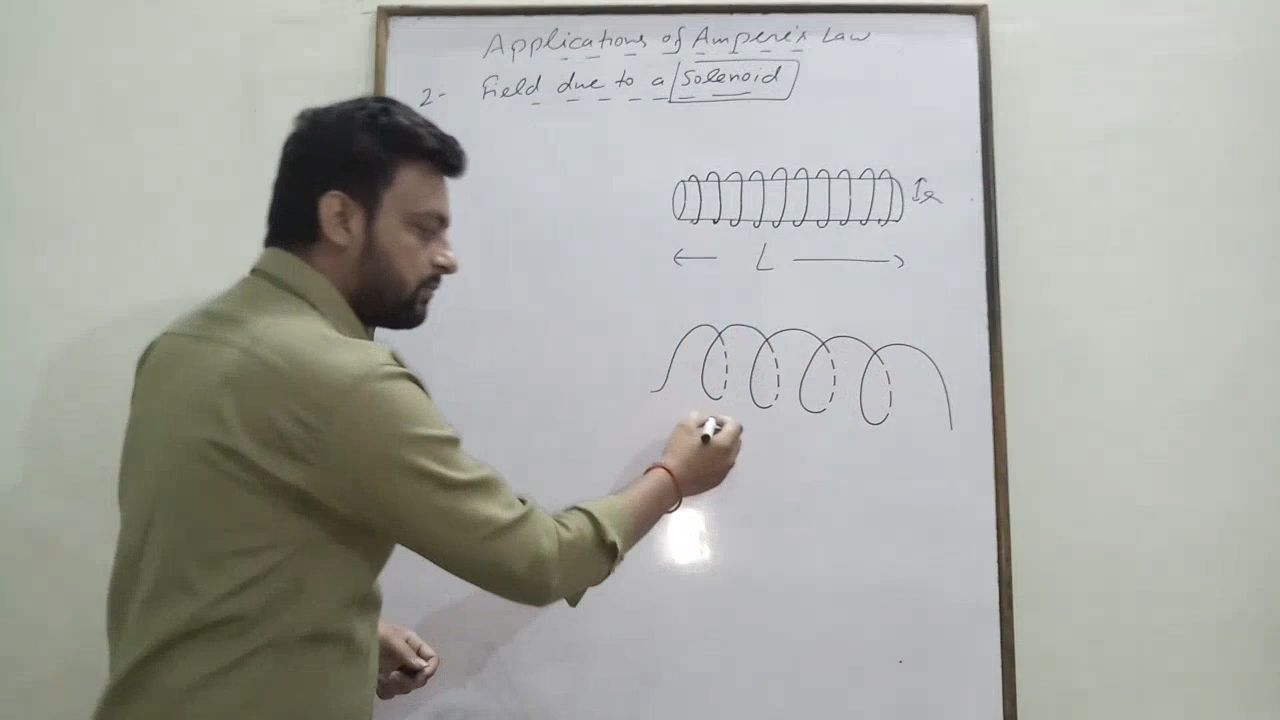 Applications of Ampere's Law
2- Field due to a Solenoid
L